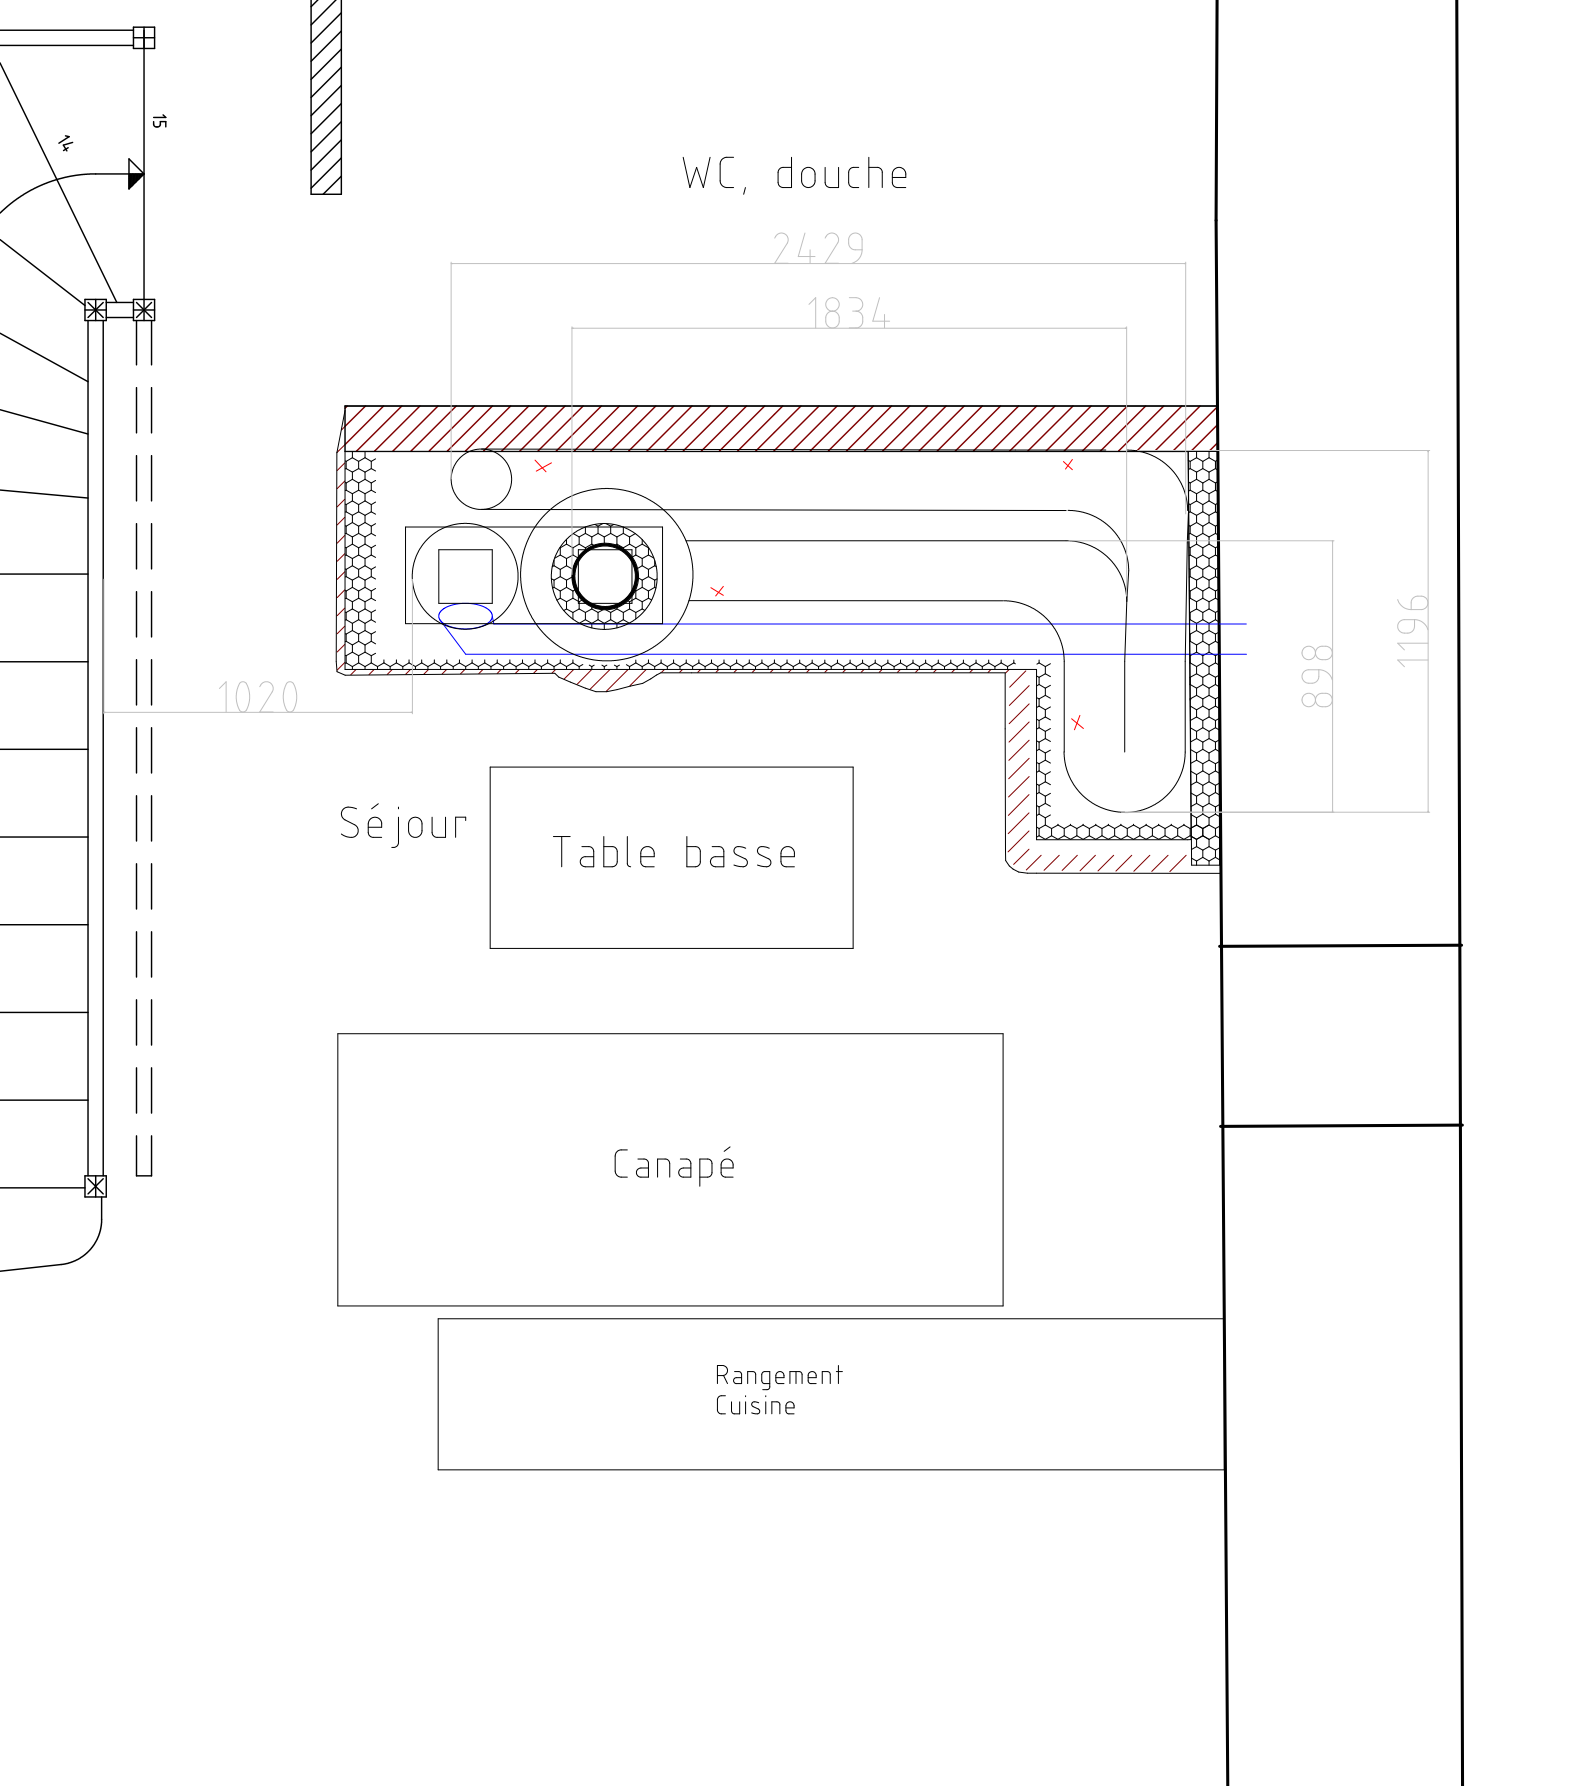 15
14
WC, douche
2429
1834
1196
898
1020
Séjour
Table basse
Canapé
Rangement
Cuisine